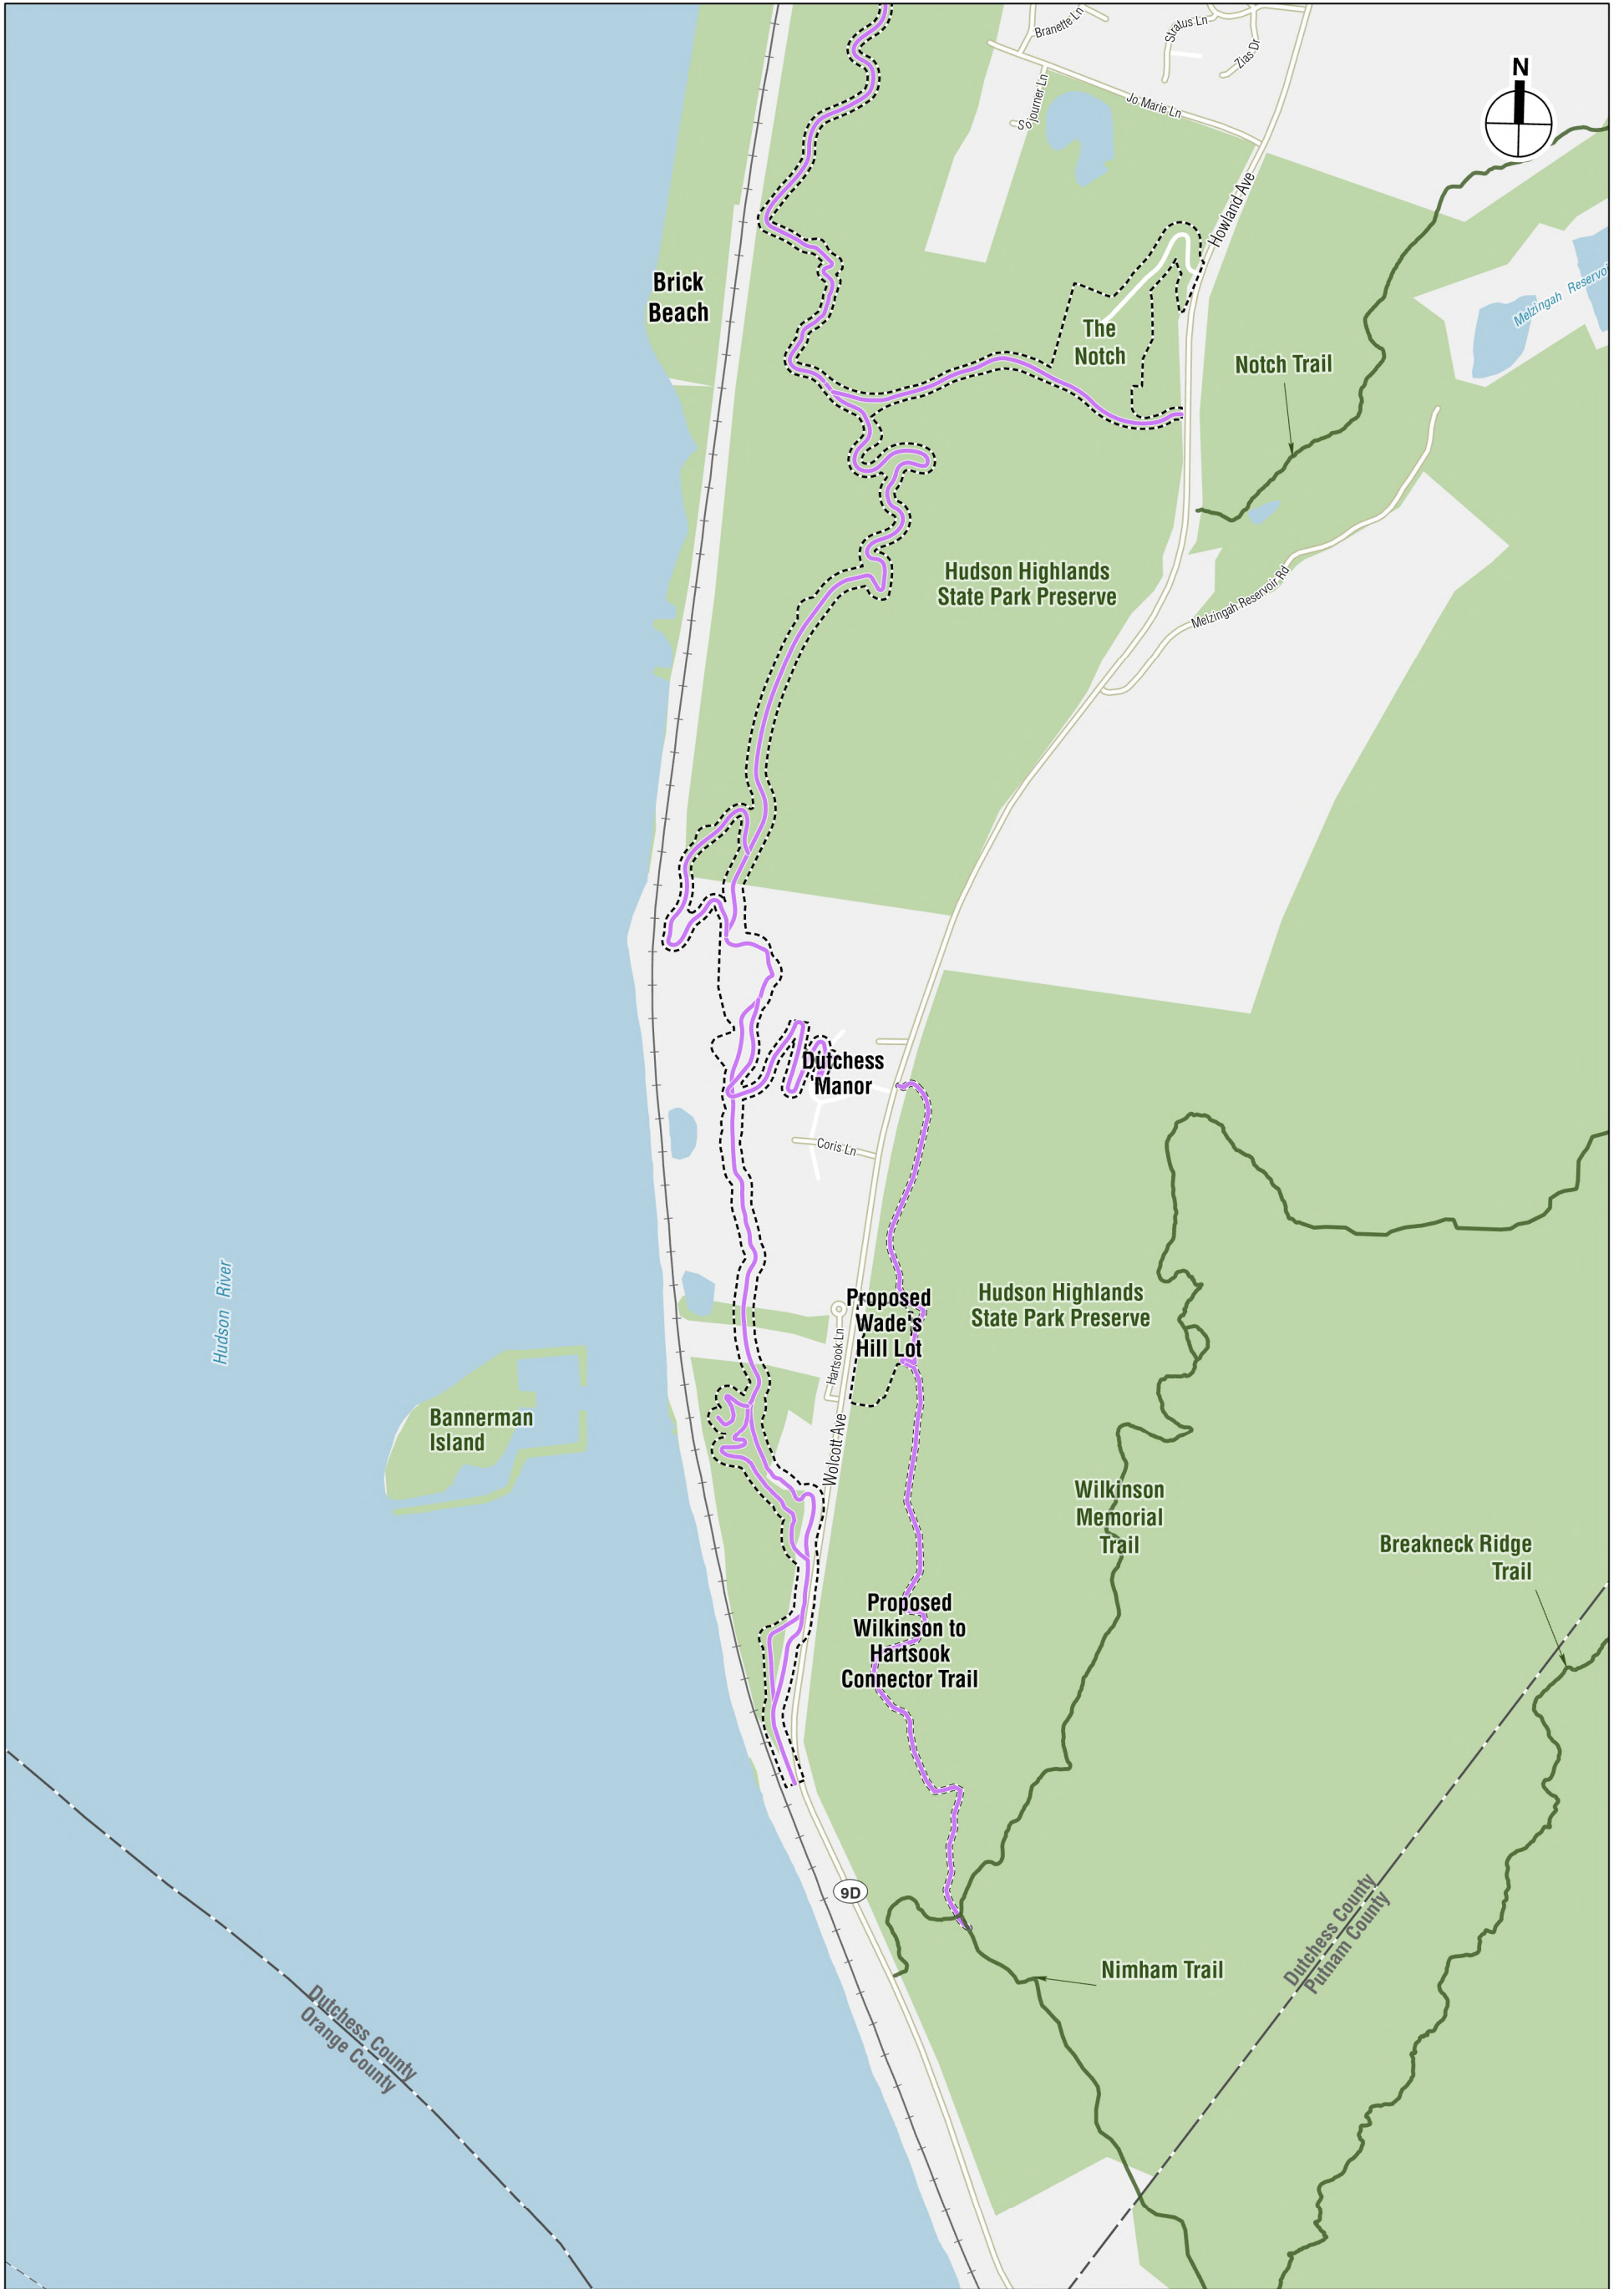 Branette Ln
Stratus Ln
Zias Dr
N
Sojourner Ln
Jo Marie Ln
Howland Ave
Brick
Beach
Melzingah Reservoi
The
Notch
Notch Trail
Hudson Highlands
State Park Preserve
Melzingah Reservoir Rd
Dutchess
Manor
Coris Ln
Hudson River
Proposed
Wade's
Hill Lot
Hudson Highlands
State Park Preserve
Hartsook Ln
Bannerman
Island
Wolcott Ave
Wilkinson
Memorial
Trail
Breakneck Ridge
Trail
Proposed
Wilkinson to
Hartsook
Connector Trail
9D
Dutchess County
Putnam County
Nimham Trail
Dutchess County
Orange County